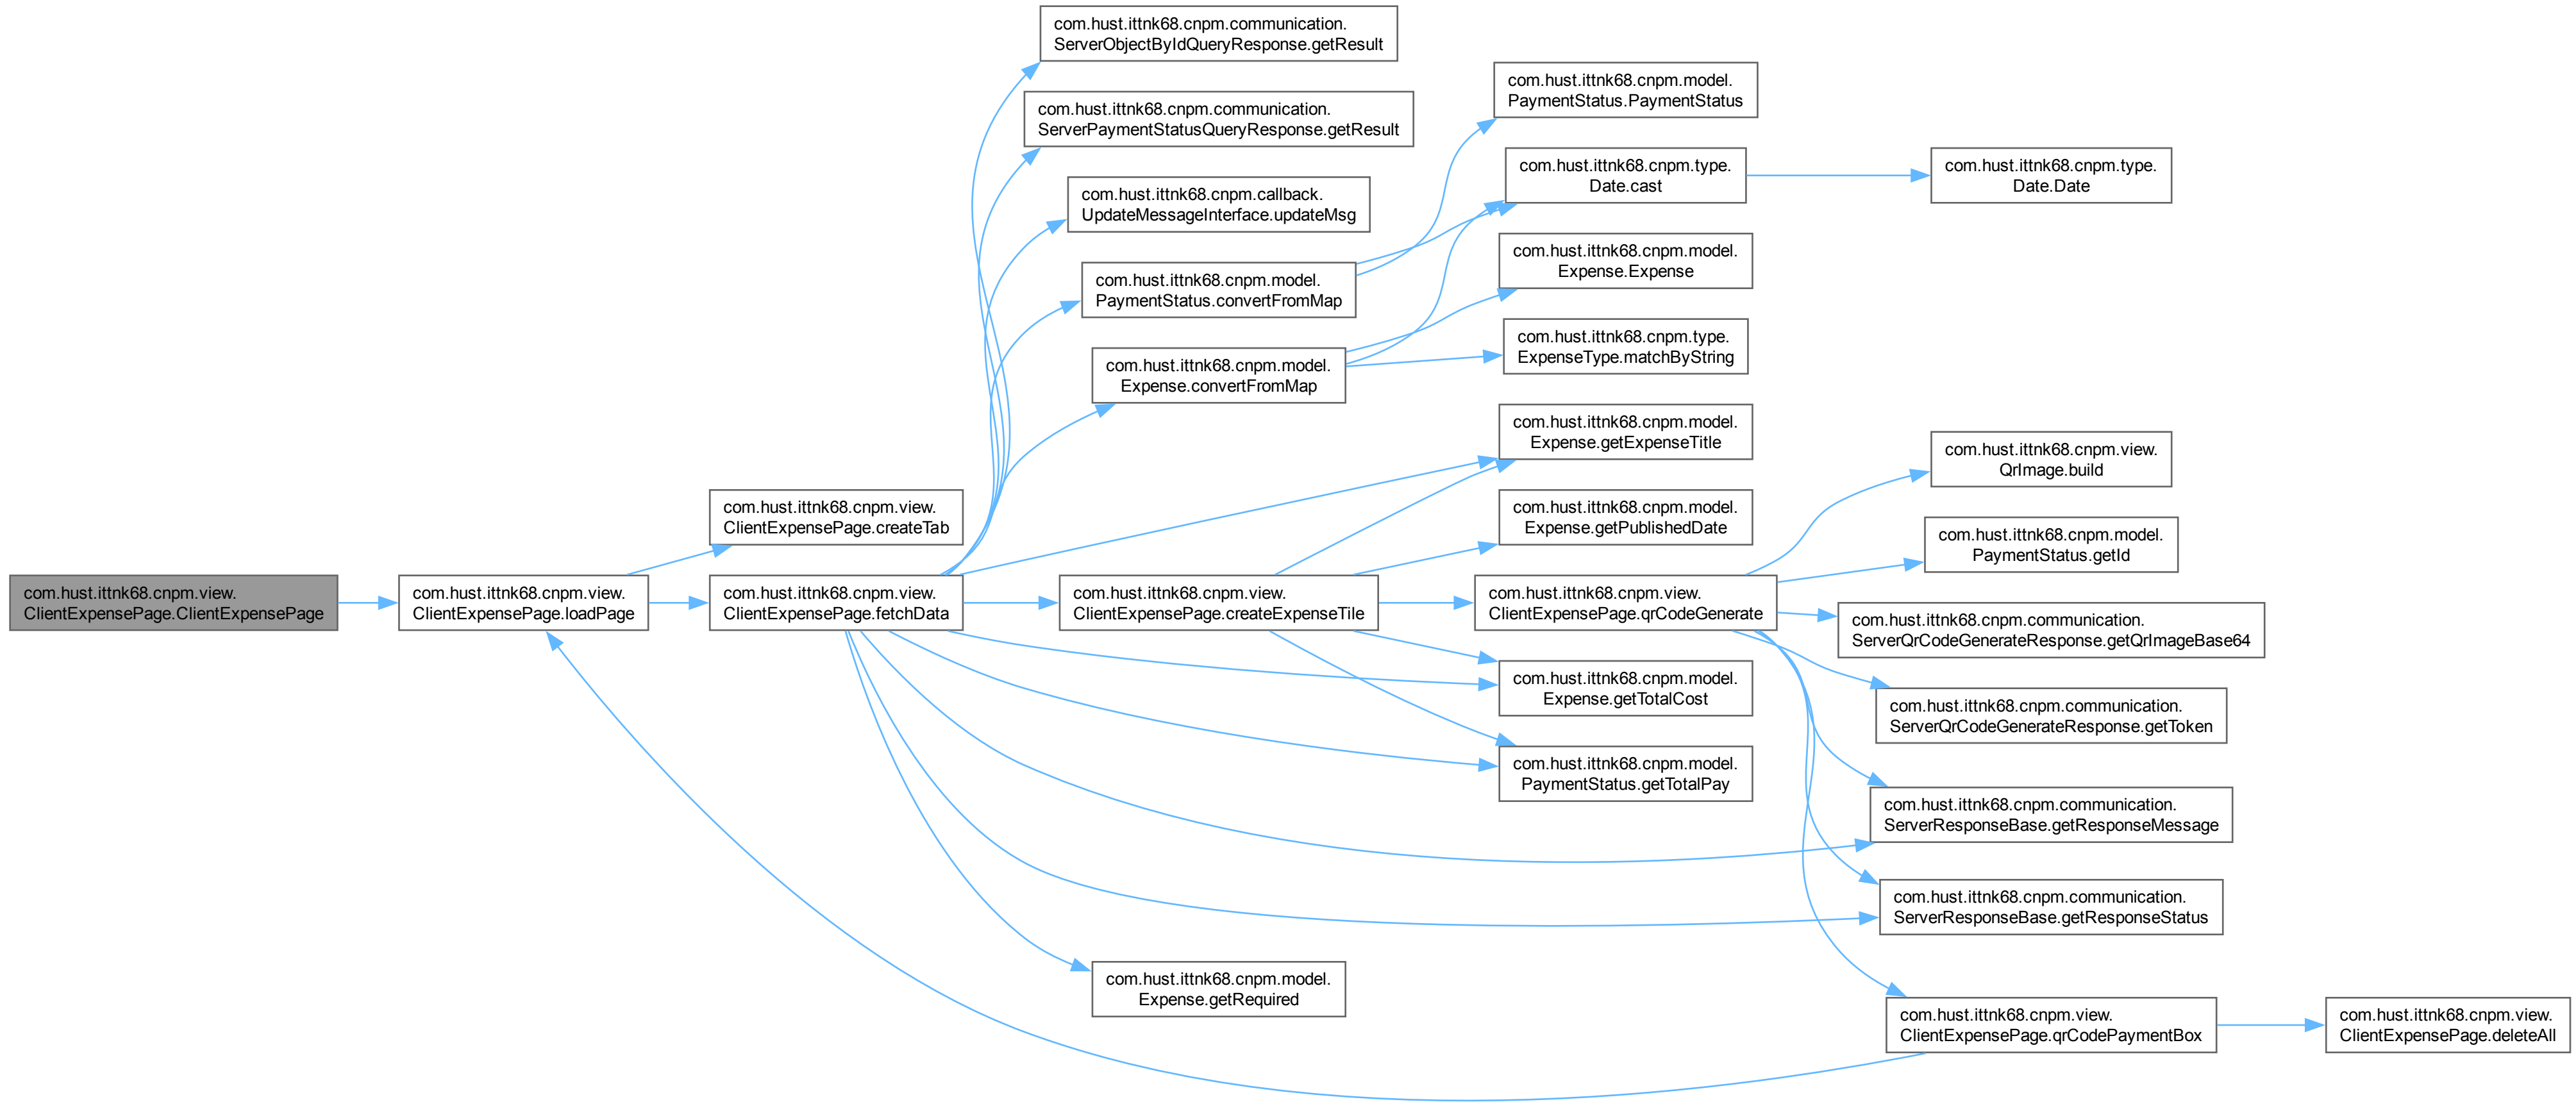 com.hust.ittnk68.cnpm.view.
ClientExpensePage.ClientExpensePage
com.hust.ittnk68.cnpm.view.
ClientExpensePage.loadPage
com.hust.ittnk68.cnpm.view.
ClientExpensePage.createTab
com.hust.ittnk68.cnpm.view.
ClientExpensePage.fetchData
com.hust.ittnk68.cnpm.communication.
ServerObjectByIdQueryResponse.getResult
com.hust.ittnk68.cnpm.communication.
ServerPaymentStatusQueryResponse.getResult
com.hust.ittnk68.cnpm.callback.
UpdateMessageInterface.updateMsg
com.hust.ittnk68.cnpm.model.
PaymentStatus.convertFromMap
com.hust.ittnk68.cnpm.model.
Expense.convertFromMap
com.hust.ittnk68.cnpm.view.
ClientExpensePage.createExpenseTile
com.hust.ittnk68.cnpm.model.
Expense.getRequired
com.hust.ittnk68.cnpm.model.
PaymentStatus.PaymentStatus
com.hust.ittnk68.cnpm.type.
Date.cast
com.hust.ittnk68.cnpm.model.
Expense.Expense
com.hust.ittnk68.cnpm.type.
ExpenseType.matchByString
com.hust.ittnk68.cnpm.model.
Expense.getExpenseTitle
com.hust.ittnk68.cnpm.model.
Expense.getPublishedDate
com.hust.ittnk68.cnpm.view.
ClientExpensePage.qrCodeGenerate
com.hust.ittnk68.cnpm.model.
Expense.getTotalCost
com.hust.ittnk68.cnpm.model.
PaymentStatus.getTotalPay
com.hust.ittnk68.cnpm.type.
Date.Date
com.hust.ittnk68.cnpm.view.
QrImage.build
com.hust.ittnk68.cnpm.model.
PaymentStatus.getId
com.hust.ittnk68.cnpm.communication.
ServerQrCodeGenerateResponse.getQrImageBase64
com.hust.ittnk68.cnpm.communication.
ServerQrCodeGenerateResponse.getToken
com.hust.ittnk68.cnpm.communication.
ServerResponseBase.getResponseMessage
com.hust.ittnk68.cnpm.communication.
ServerResponseBase.getResponseStatus
com.hust.ittnk68.cnpm.view.
ClientExpensePage.qrCodePaymentBox
com.hust.ittnk68.cnpm.view.
ClientExpensePage.deleteAll